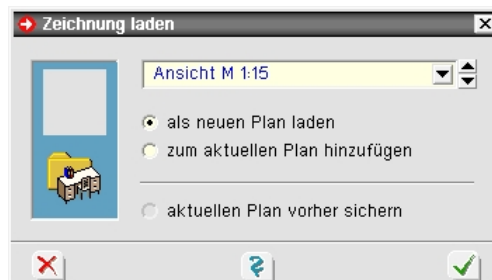 Zeichnung laden
Ansicht M 1:15
als neuen Plan laden
zum aktuellen Plan hinzufügen
aktuellen Plan vorher sichern